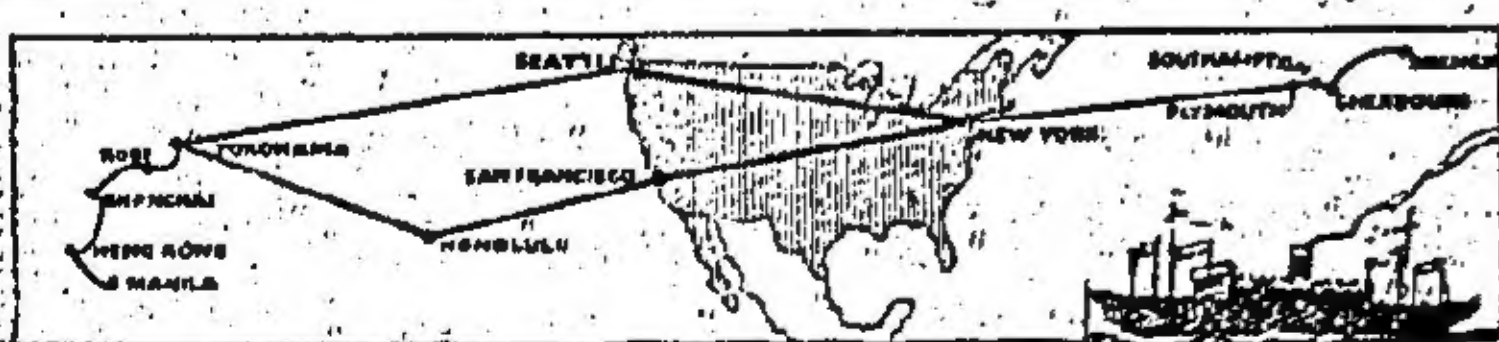 SEATTLE
SOUTHAMPTON
BREMEN
CHERBOURG
PLYMOUTH
NEW YORK
KOBE
YOKOHAMA
SAN FRANCISCO
SHANGHAI
HONOLULU
HONG KONG
MANILA